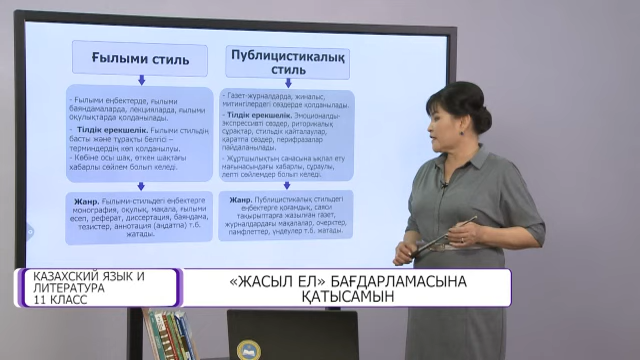 Ғылыми стиль
Публицистикалық
стиль
- Ғылыми еңбектерде, ғылыми
баяндамаларда, лекцияларда, ғылыми
оқулықтарда қолданылады.
- Тілдік ерекшелік. Ғылыми стильдің
басты және тұрақты белгісі –
терминдердің көп қолданылуы.
- Көбіне осы шақ, өткен шақтағы
хабарлы сөйлем болып келеді.
- Газет-журналдарда, жиналыс,
митингілердегі сөздерде қолданылады.
- Тілдік ерекшелік. Эмоционалды-
экспрессивті сөздер, риторикалық
сұрақтар, стильдік қайталаулар,
қаратпа сөздер, перифразалар
пайдаланылады.
- Жұртшылықтың санасына ықпал ету
мағынасындағы хабарлы, сұраулы,
лепті сөйлемдер болып келеді.
Жанр. Ғылыми-стильдегі еңбектерге
монография, оқулық, мақала, ғылыми
есеп, реферат, диссертация, баяндама,
тезистер, аннотация (аңдатпа) т.б.
жатады.
Жанр. Публицистикалық стильдегі
еңбектерге қоғамдық, саяси
тақырыптарға жазылған газет,
журналдардағы мақалалар, очерктер,
памфлеттер, үндеулер т.б. жатады.
КАЗАХСКИЙ ЯЗЫК И
ЛИТЕРАТУРА
11 КЛАСС
«ЖАСЫЛ ЕЛ» БАҒДАРЛАМАСЫНА
ҚАТЫСАМЫН